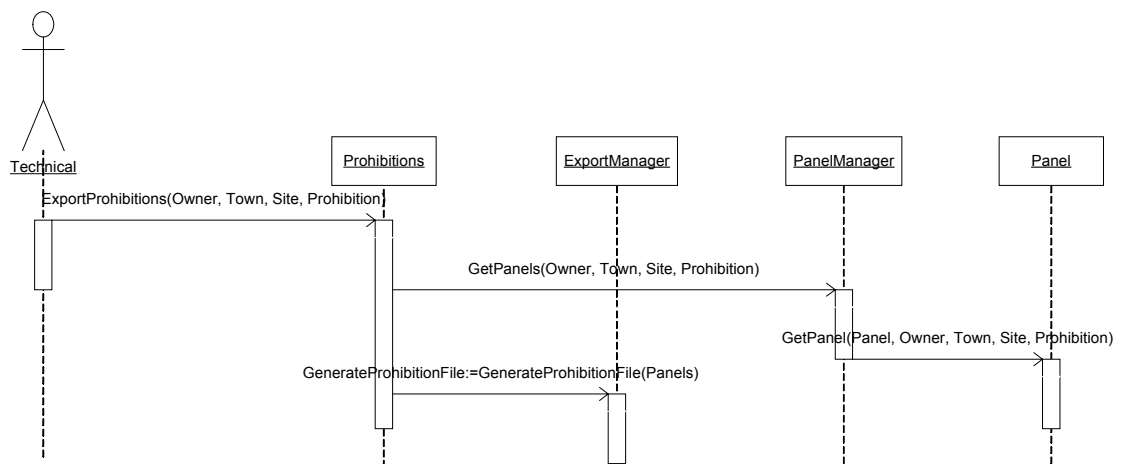 Technical
Prohibitions
ExportManager
PanelManager
Panel
ExportProhibitions(Owner, Town, Site, Prohibition)
GetPanels(Owner, Town, Site, Prohibition)
GetPanel(Panel, Owner, Town, Site, Prohibition)
GenerateProhibitionFile:=GenerateProhibitionFile(Panels)